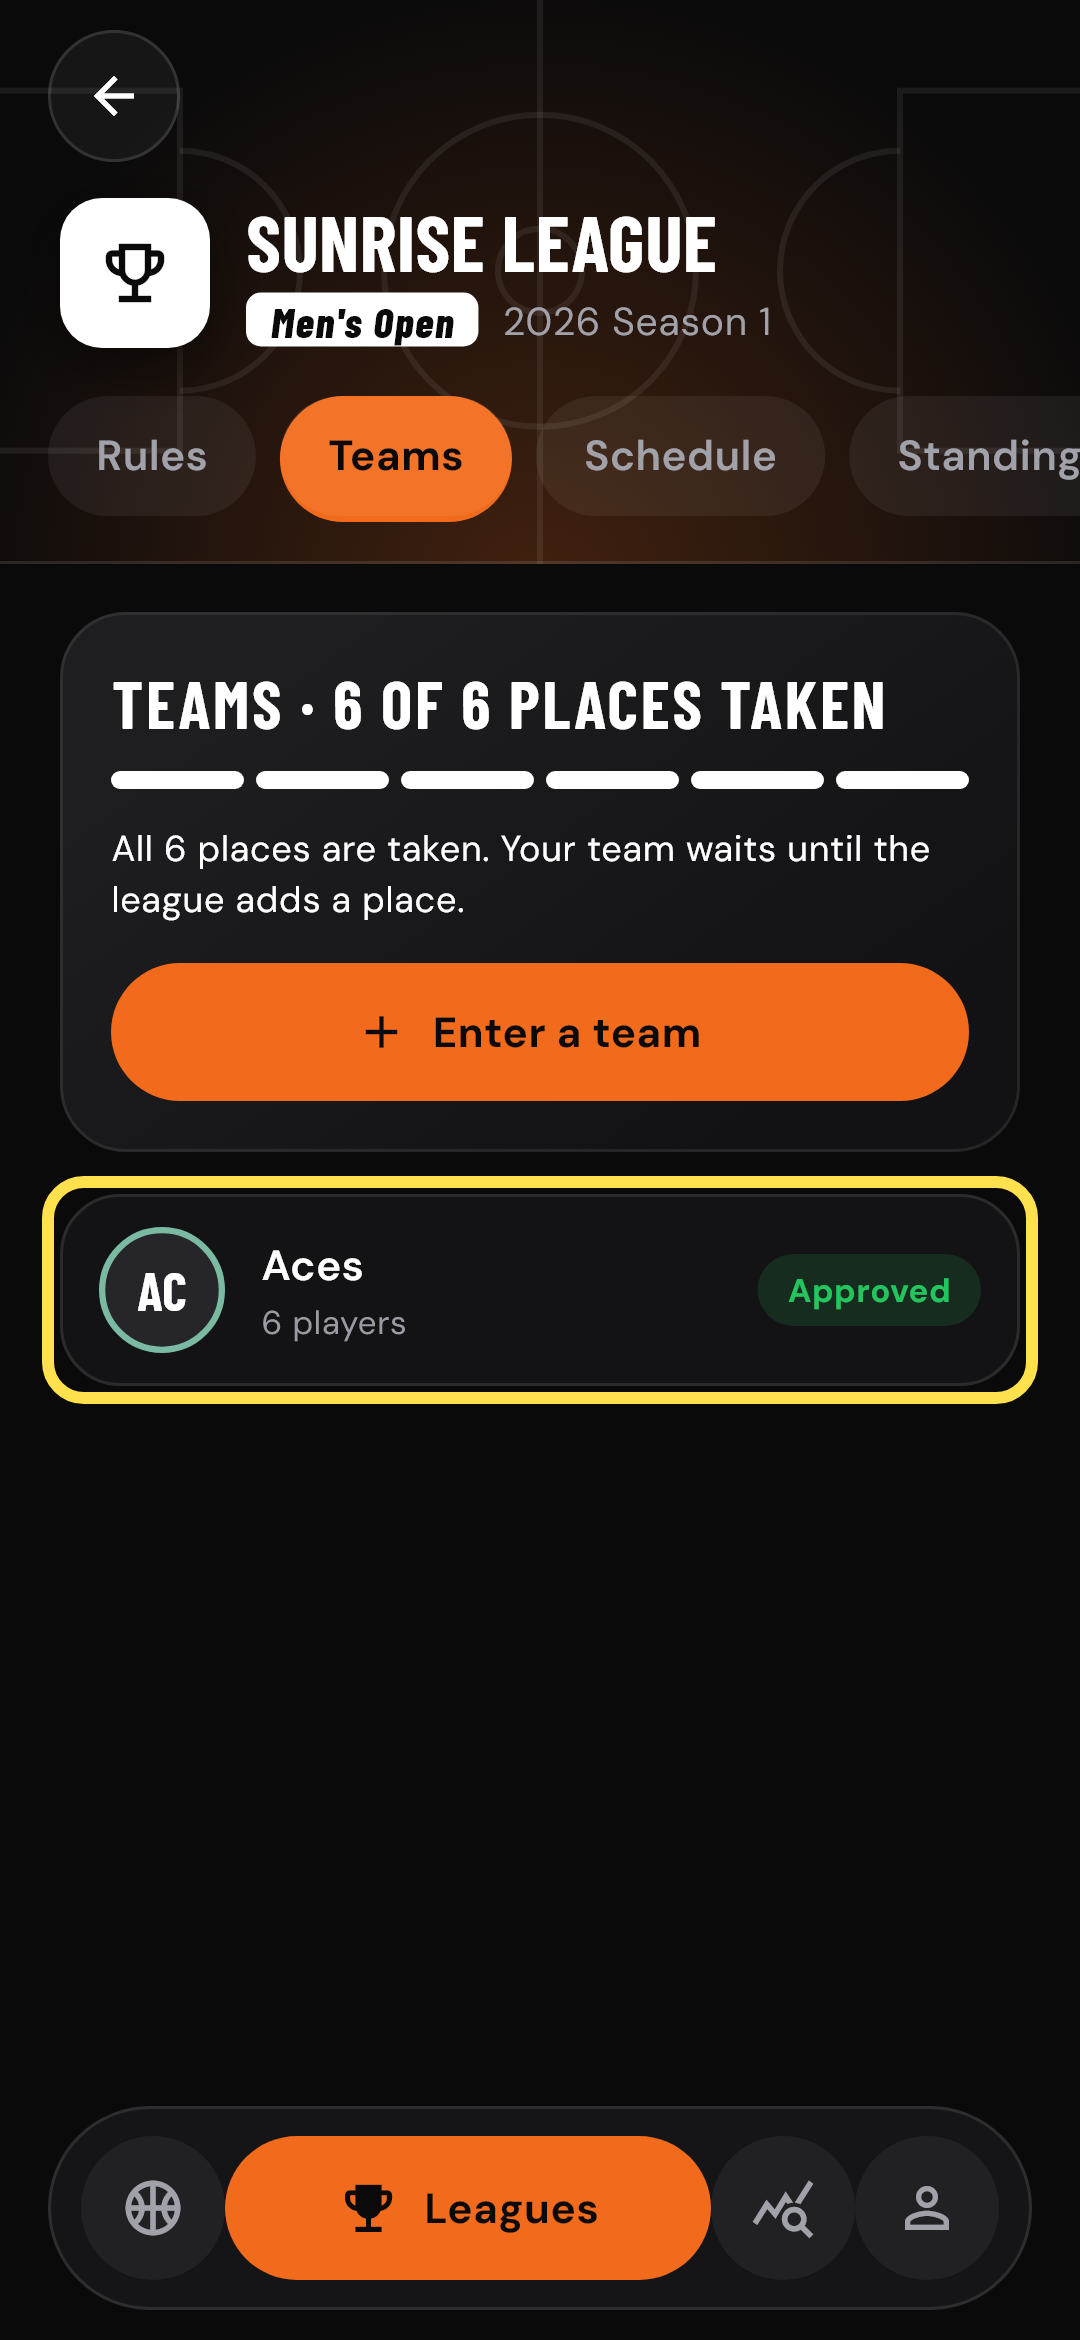 SUNRISE LEAGUE
Men's Open 2026 Season 1
Rules Teams Schedule Standing
TEAMS · 6 OF 6 PLACES TAKEN
All 6 places are taken. Your team waits until the
league adds a place.
+ Enter a team
AC Aces Approved
6 players
Leagues